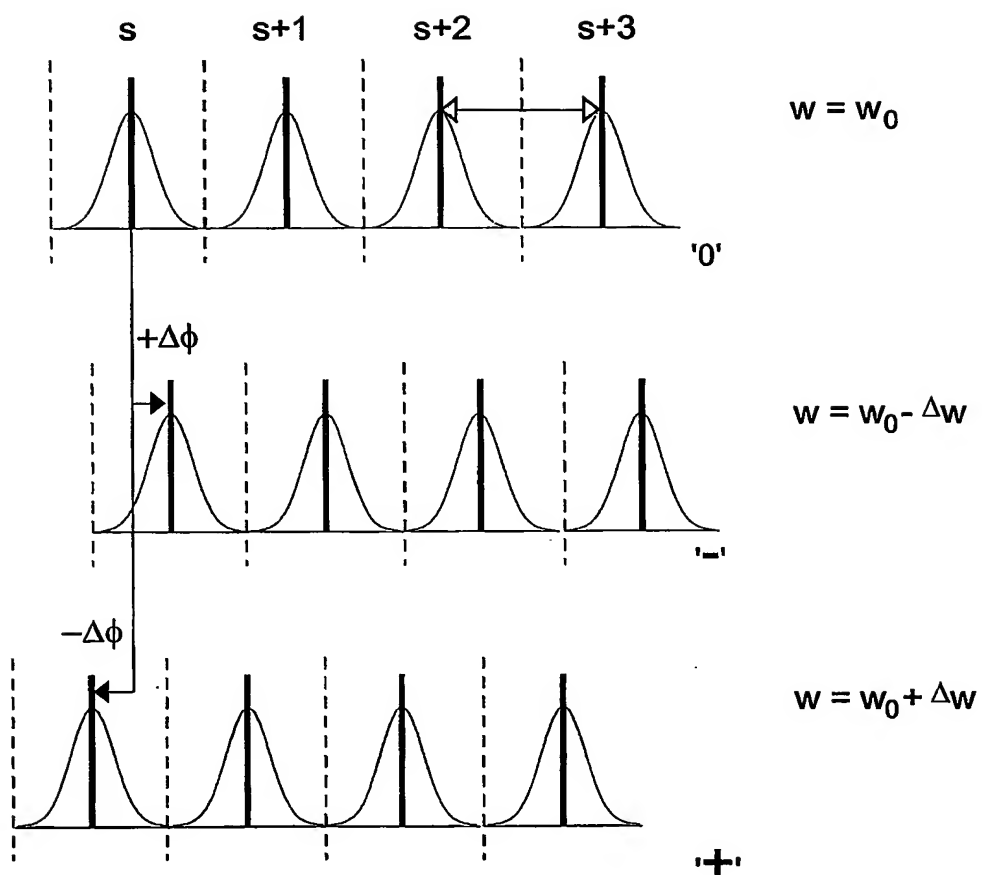 s s+1 s+2 s+3
w = w₀
'0'
+Δϕ
w = w₀- Δw
'-'
−Δϕ
w = w₀+ Δw
'+'